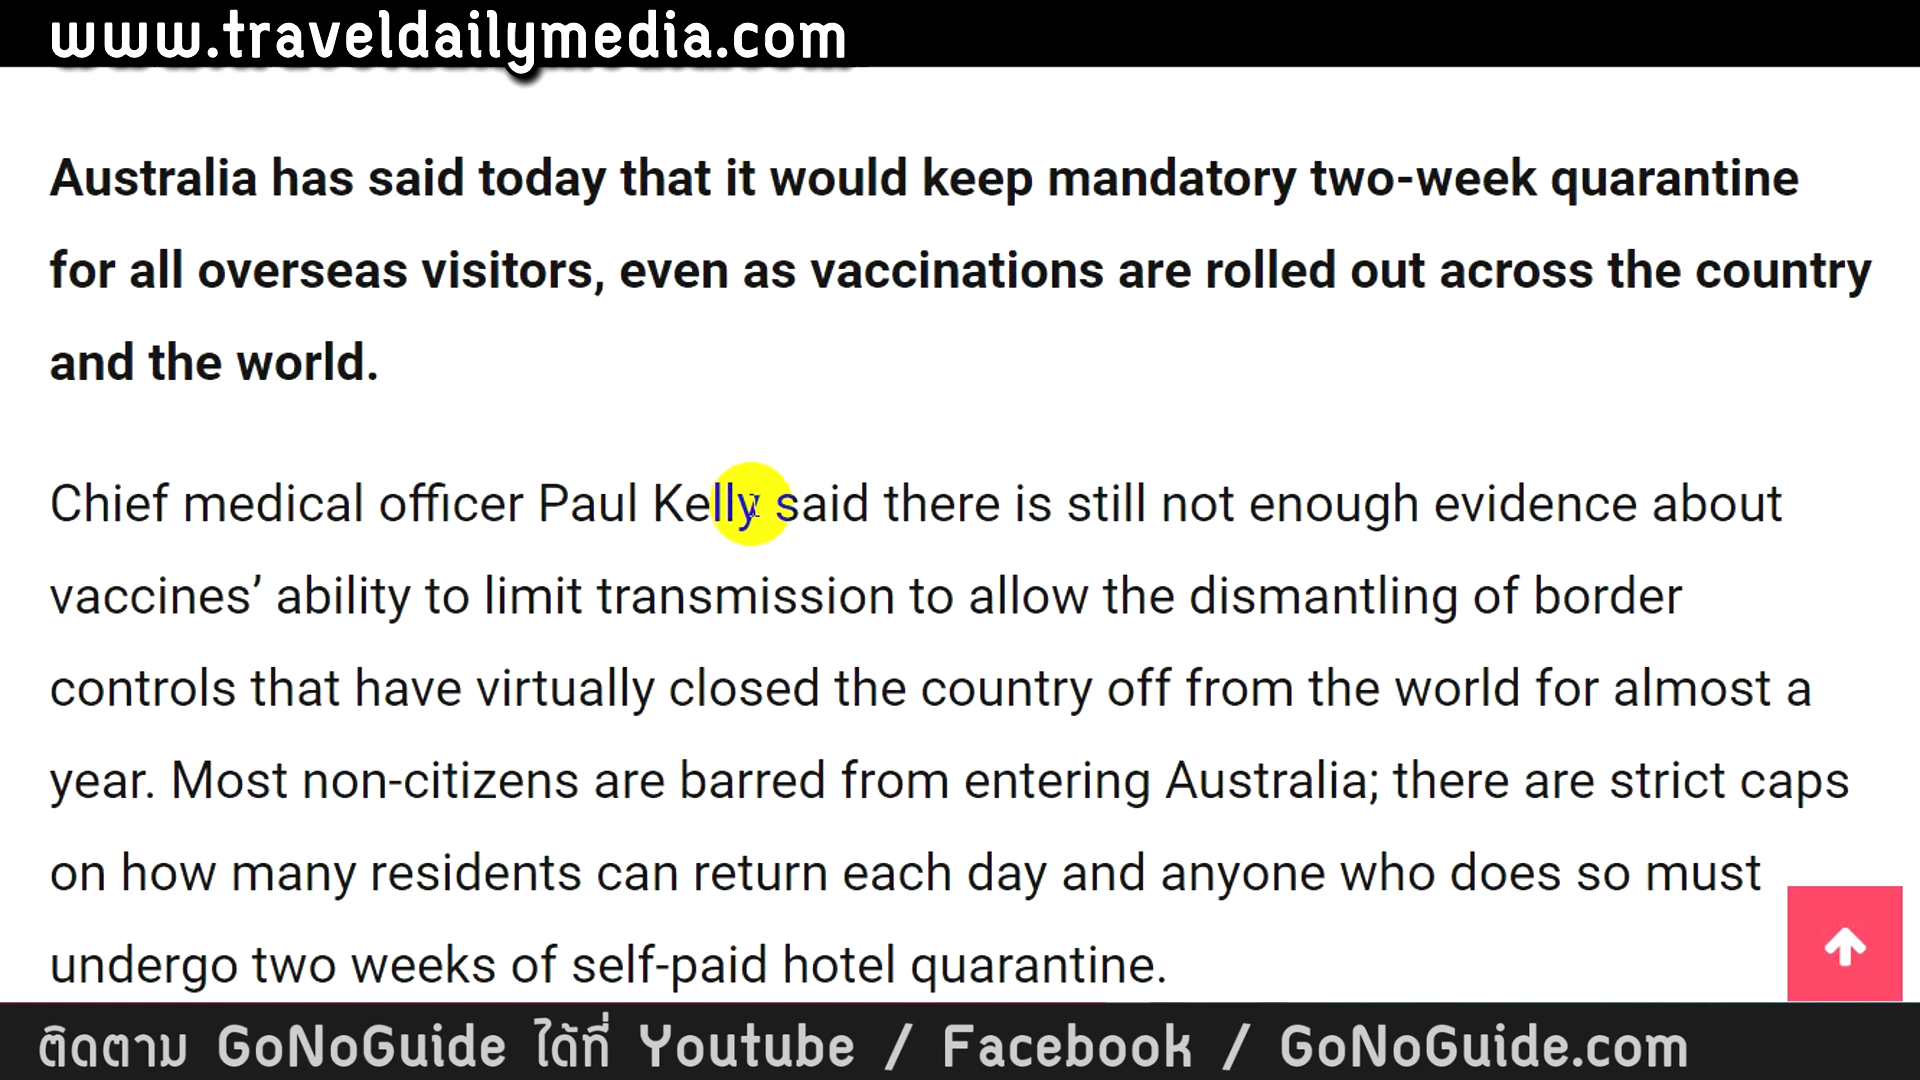 www.traveldailymedia.com
Australia has said today that it would keep mandatory two-week quarantine
for all overseas visitors, even as vaccinations are rolled out across the country
and the world.
Chief medical officer Paul Kelly said there is still not enough evidence about
vaccines’ ability to limit transmission to allow the dismantling of border
controls that have virtually closed the country off from the world for almost a
year. Most non-citizens are barred from entering Australia; there are strict caps
on how many residents can return each day and anyone who does so must
undergo two weeks of self-paid hotel quarantine.
ติดตาม GoNoGuide ได้ที่ Youtube / Facebook / GoNoGuide.com